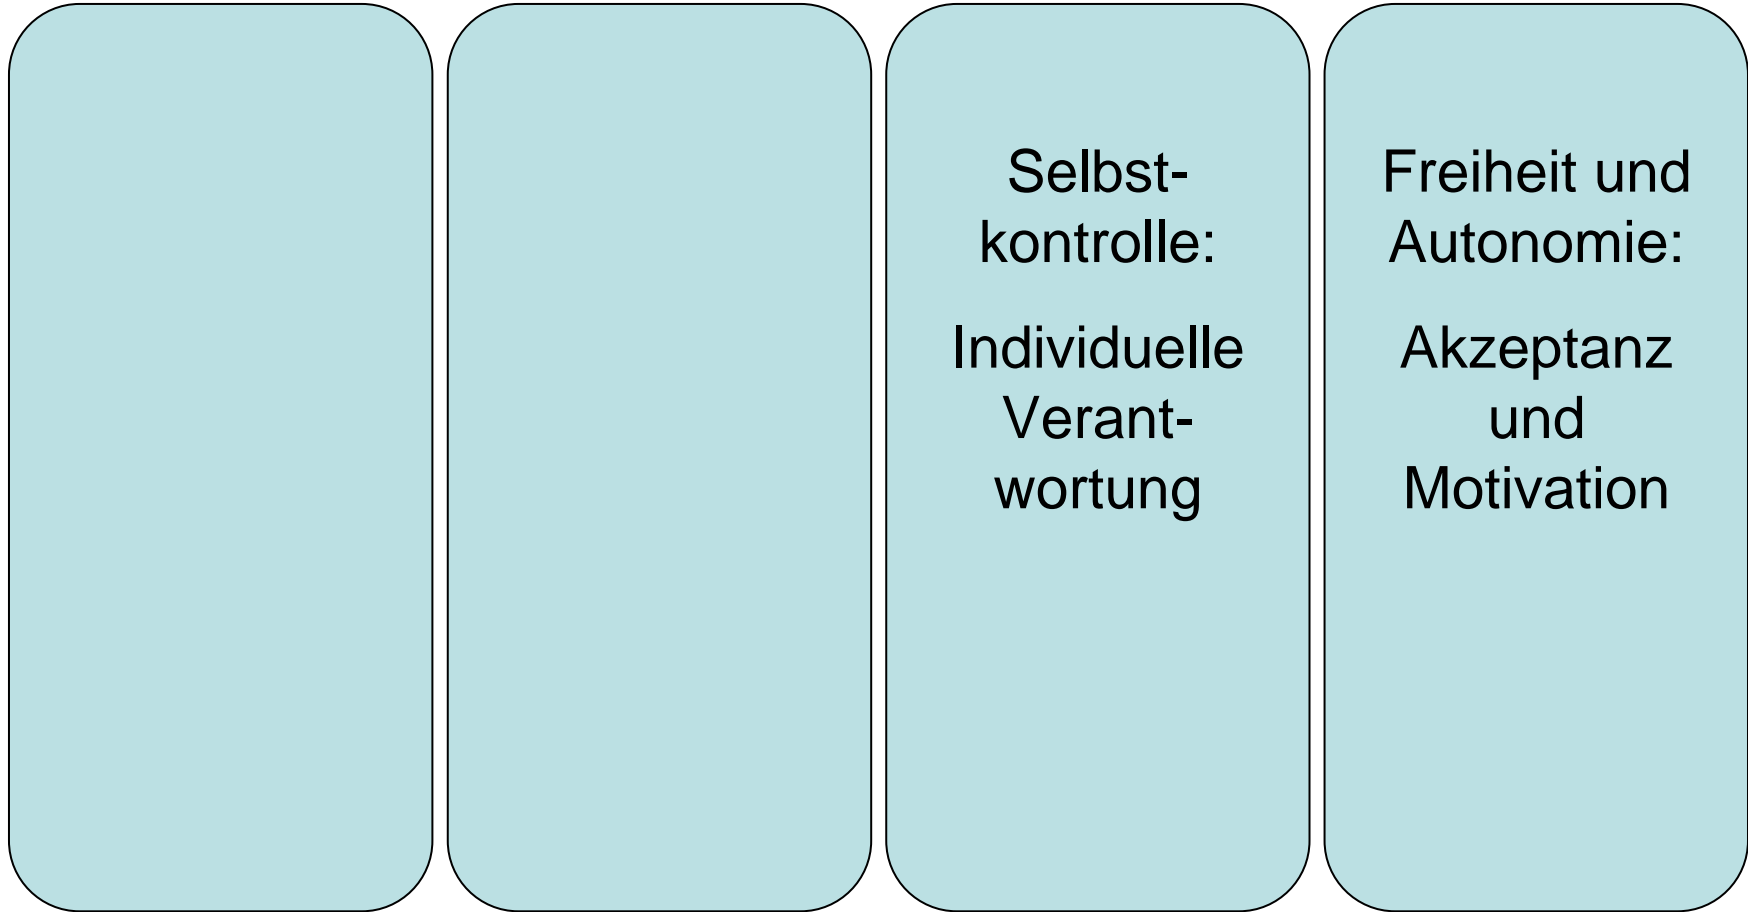 Selbst-
kontrolle:
Individuelle
Verant-
wortung
Freiheit und
Autonomie:
Akzeptanz
und
Motivation